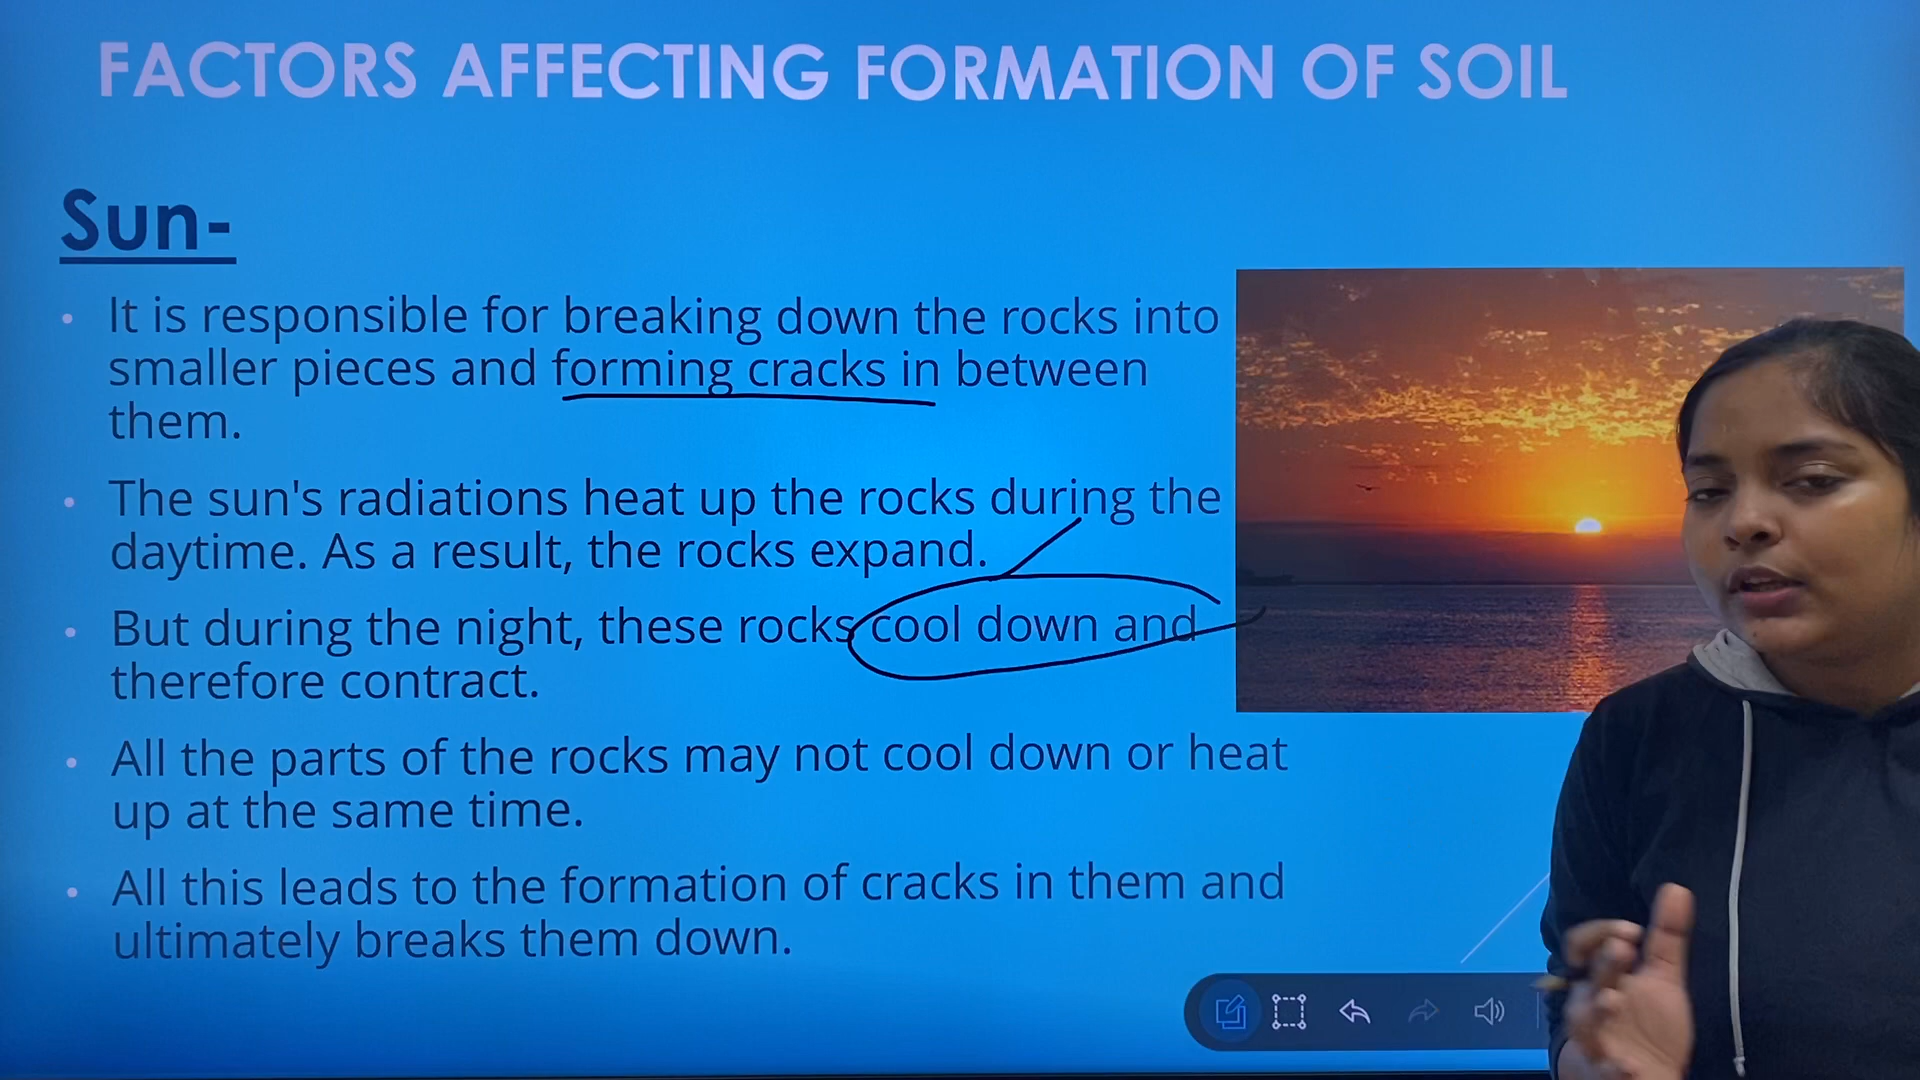 FACTORS AFFECTING FORMATION OF SOIL
Sun-
• It is responsible for breaking down the rocks into
smaller pieces and forming cracks in between
them.
• The sun's radiations heat up the rocks during the
daytime. As a result, the rocks expand.
• But during the night, these rocks cool down and
therefore contract.
• All the parts of the rocks may not cool down or heat
up at the same time.
• All this leads to the formation of cracks in them and
ultimately breaks them down.